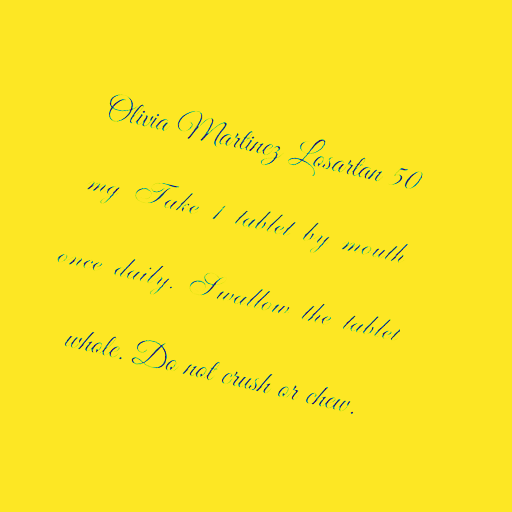 Olivia Martinez Losartan 50
mg Take 1 tablet by mouth
once daily. Swallow the tablet
whole. Do not crush or chew.